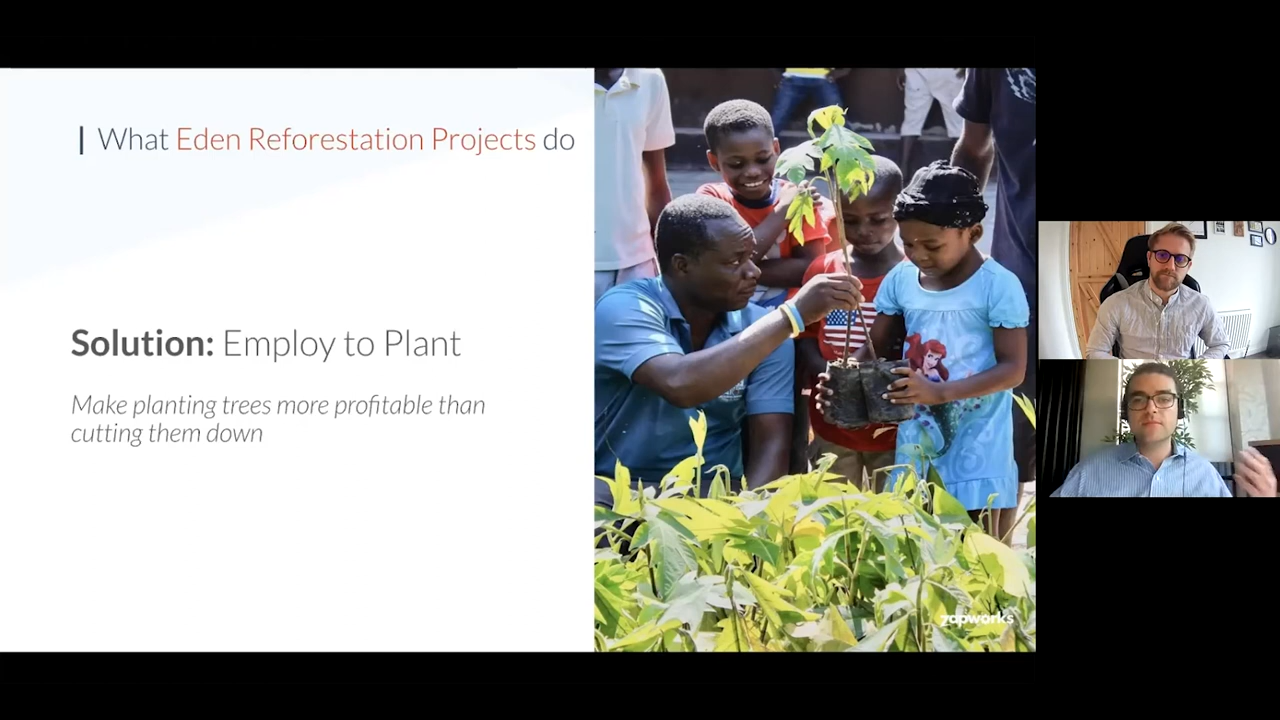 What Eden Reforestation Projects do
Solution: Employ to Plant
Make planting trees more profitable than
cutting them down
zapworks